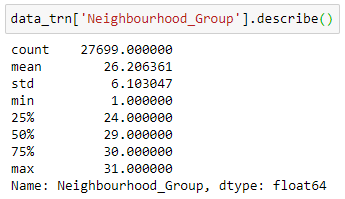 data_trn['Neighbourhood_Group'].describe()
count 27699.000000
mean 26.206361
std 6.103047
min 1.000000
25% 24.000000
50% 29.000000
75% 30.000000
max 31.000000
Name: Neighbourhood_Group, dtype: float64